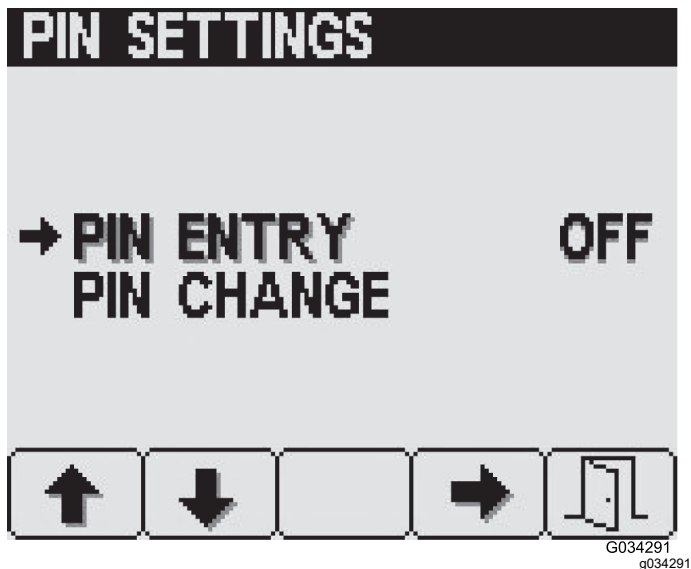 PIN SETTINGS
PIN ENTRY OFF
PIN CHANGE
G034291
g034291